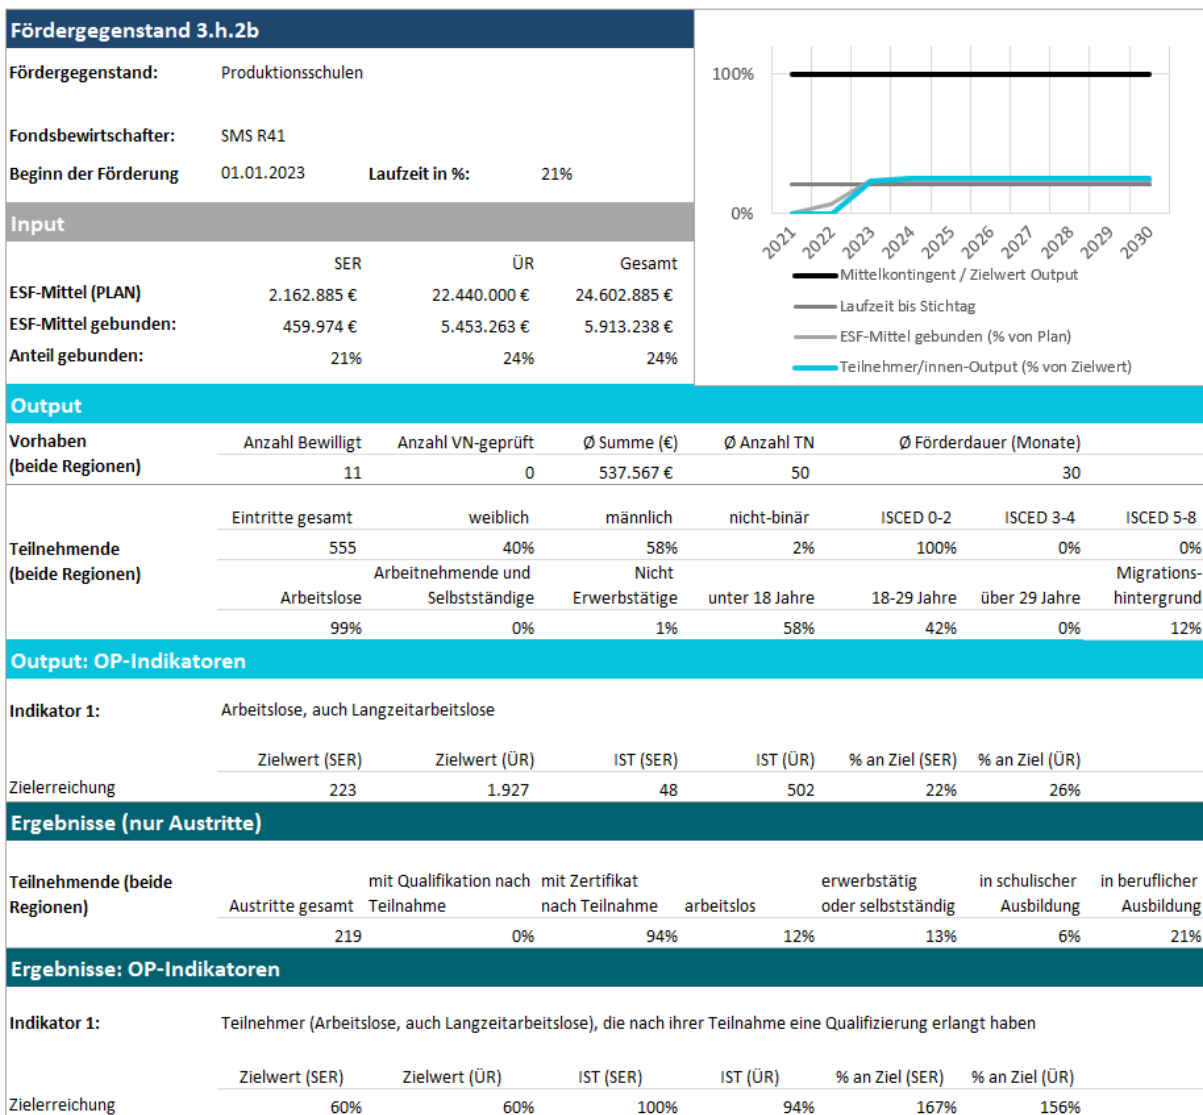 Fördergegenstand 3.h.2b
Fördergegenstand: Produktionsschulen
Fondsbewirtschafter: SMS R41
Beginn der Förderung 01.01.2023 Laufzeit in %: 21%
100%
0%
2021 2022 2023 2024 2025 2026 2027 2028 2029 2030
Mittelkontingent / Zielwert Output
Laufzeit bis Stichtag
ESF-Mittel gebunden (% von Plan)
Teilnehmer/innen-Output (% von Zielwert)
Input
SER ÜR Gesamt
ESF-Mittel (PLAN) 2.162.885 € 22.440.000 € 24.602.885 €
ESF-Mittel gebunden: 459.974 € 5.453.263 € 5.913.238 €
Anteil gebunden: 21% 24% 24%
Output
Vorhaben Anzahl Bewilligt Anzahl VN-geprüft Ø Summe (€) Ø Anzahl TN Ø Förderdauer (Monate)
(beide Regionen) 11 0 537.567 € 50 30
Eintritte gesamt weiblich männlich nicht-binär ISCED 0-2 ISCED 3-4 ISCED 5-8
Teilnehmende 555 40% 58% 2% 100% 0% 0%
(beide Regionen) Arbeitnehmende und Nicht Migrations-
Arbeitslose Selbstständige Erwerbstätige unter 18 Jahre 18-29 Jahre über 29 Jahre hintergrund
99% 0% 1% 58% 42% 0% 12%
Output: OP-Indikatoren
Indikator 1: Arbeitslose, auch Langzeitarbeitslose
Zielwert (SER) Zielwert (ÜR) IST (SER) IST (ÜR) % an Ziel (SER) % an Ziel (ÜR)
Zielerreichung 223 1.927 48 502 22% 26%
Ergebnisse (nur Austritte)
Teilnehmende (beide mit Qualifikation nach mit Zertifikat erwerbstätig in schulischer in beruflicher
Regionen) Austritte gesamt Teilnahme nach Teilnahme arbeitslos oder selbstständig Ausbildung Ausbildung
219 0% 94% 12% 13% 6% 21%
Ergebnisse: OP-Indikatoren
Indikator 1: Teilnehmer (Arbeitslose, auch Langzeitarbeitslose), die nach ihrer Teilnahme eine Qualifizierung erlangt haben
Zielwert (SER) Zielwert (ÜR) IST (SER) IST (ÜR) % an Ziel (SER) % an Ziel (ÜR)
Zielerreichung 60% 60% 100% 94% 167% 156%